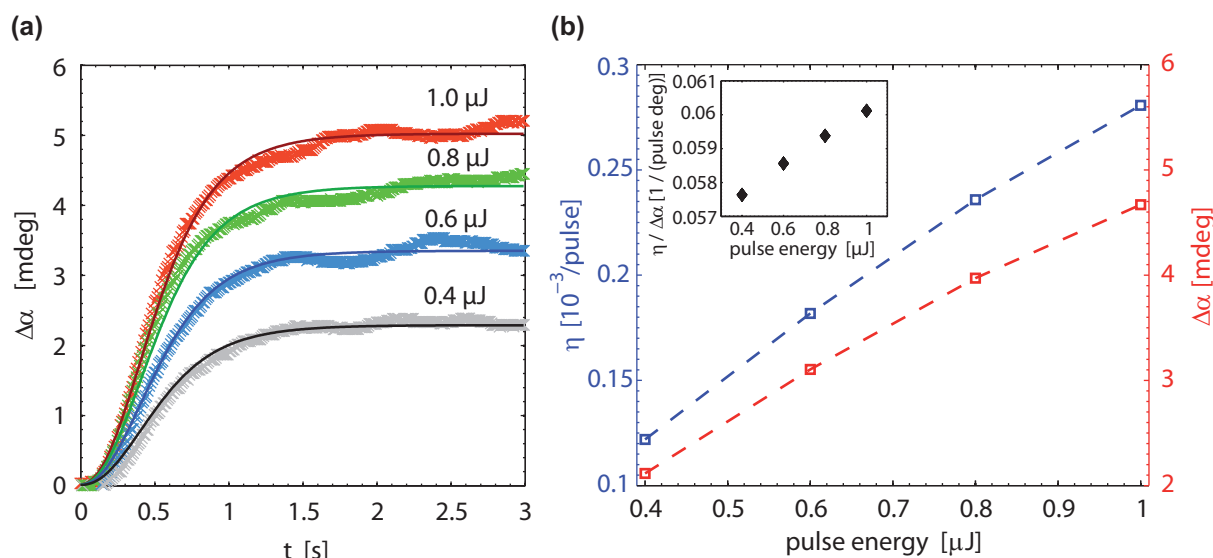 (a)
Δα [mdeg]
6
5
4
3
2
1
0
1.0 µJ
0.8 µJ
0.6 µJ
0.4 µJ
0 0.5 1 1.5 2 2.5 3
t [s]
(b)
η [10⁻³/pulse]
0.3
0.25
0.2
0.15
0.1
η / Δα [1 / (pulse deg)]
0.061
0.06
0.059
0.058
0.057
0.4 0.6 0.8 1
pulse energy [µJ]
6
5
4
3
2
Δα [mdeg]
0.4 0.5 0.6 0.7 0.8 0.9 1
pulse energy [µJ]